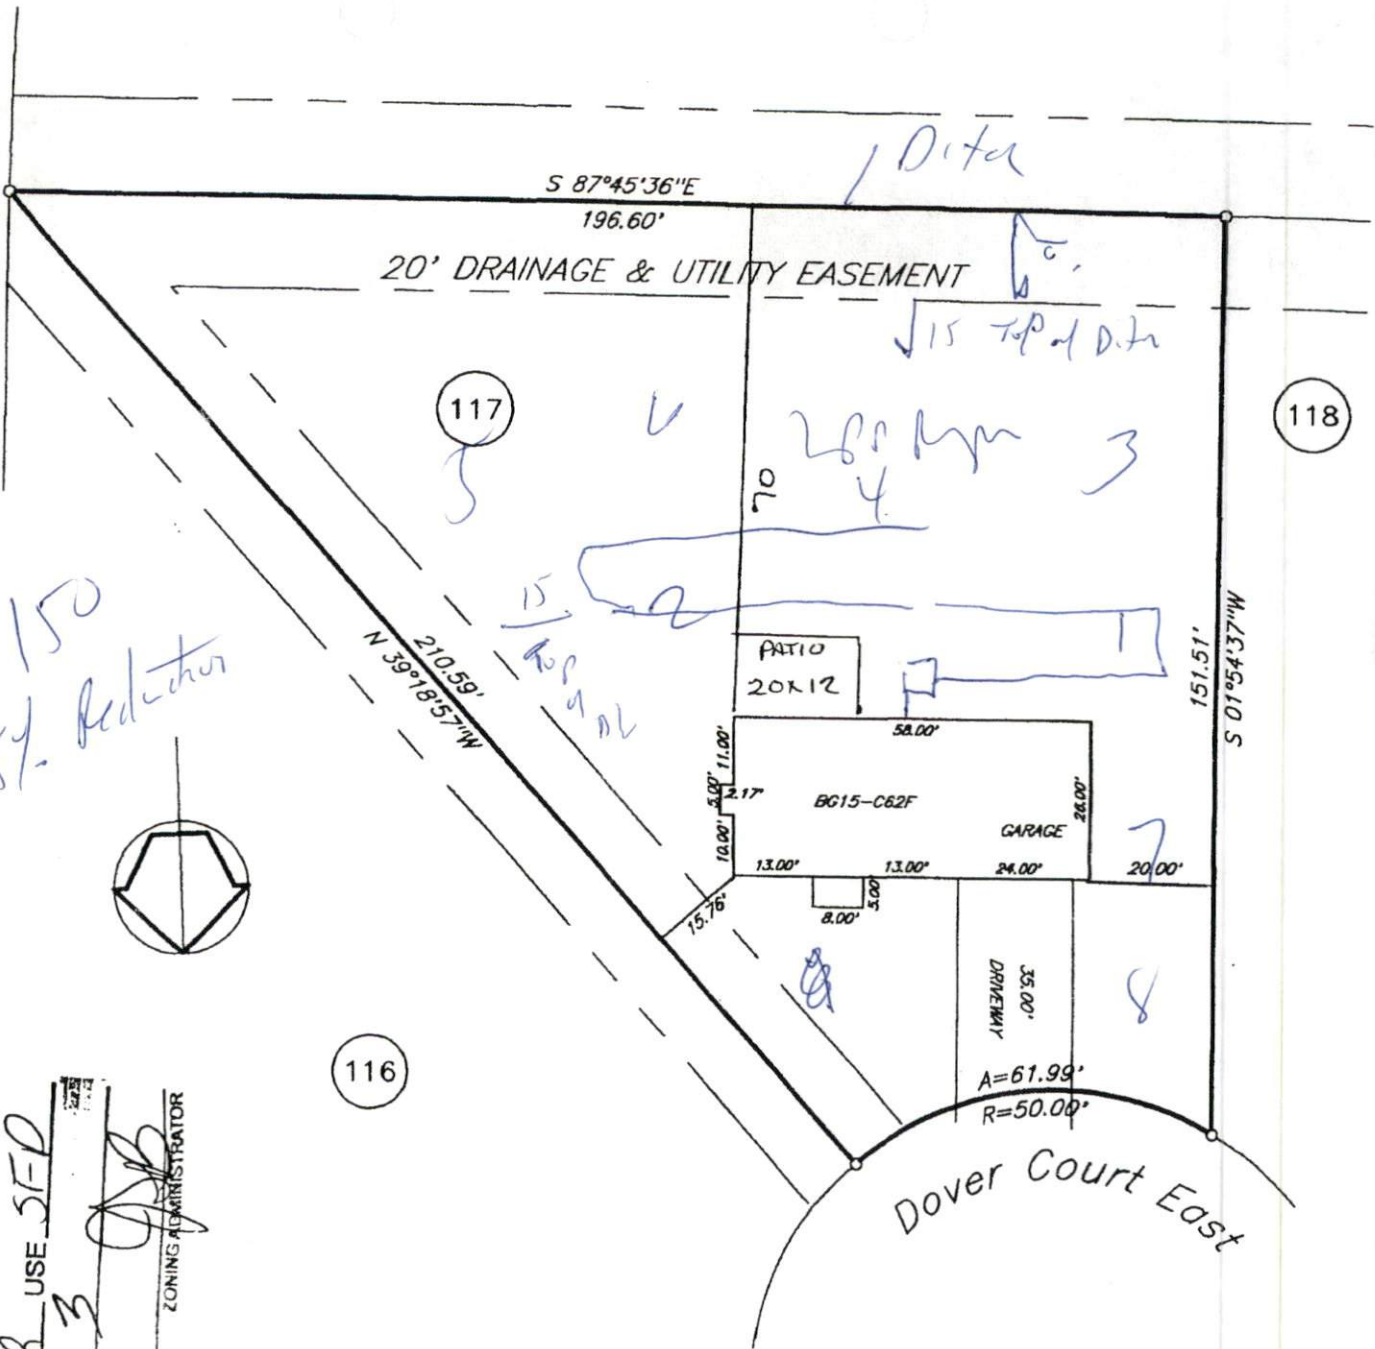 Ditch
S 87°45'36"E
196.60'
20' DRAINAGE & UTILITY EASEMENT
15 Top of Ditch
117
118
3
4
5
70
150
Reduction
15
Top
of
2
1
N 39°18'57"W
210.59'
151.51'
S 01°54'37"W
PATIO
20X12
58.00'
11.00'
5.00'
2.17'
10.00'
BG15-C62F
GARAGE
26.00'
7
13.00'
13.00'
24.00'
20.00'
15.76'
8.00'
5.00'
35.00'
DRIVEWAY
8
116
A=61.99'
R=50.00'
Dover Court East
USE SFD
3
ZONING ADMINISTRATOR